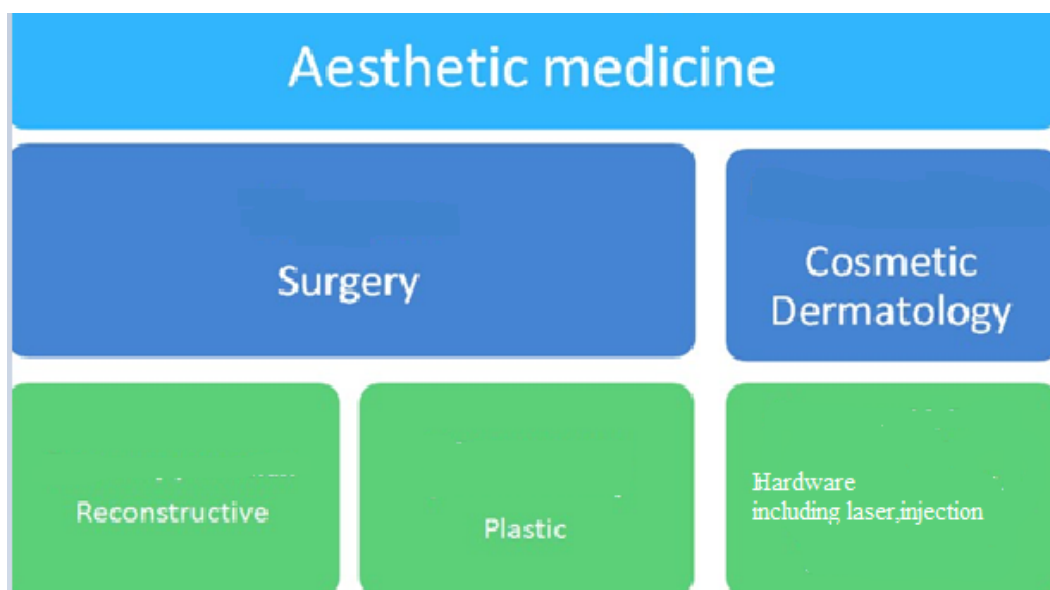 Aesthetic medicine
Surgery
Cosmetic
Dermatology
Reconstructive
Plastic
Hardware
including laser,injection